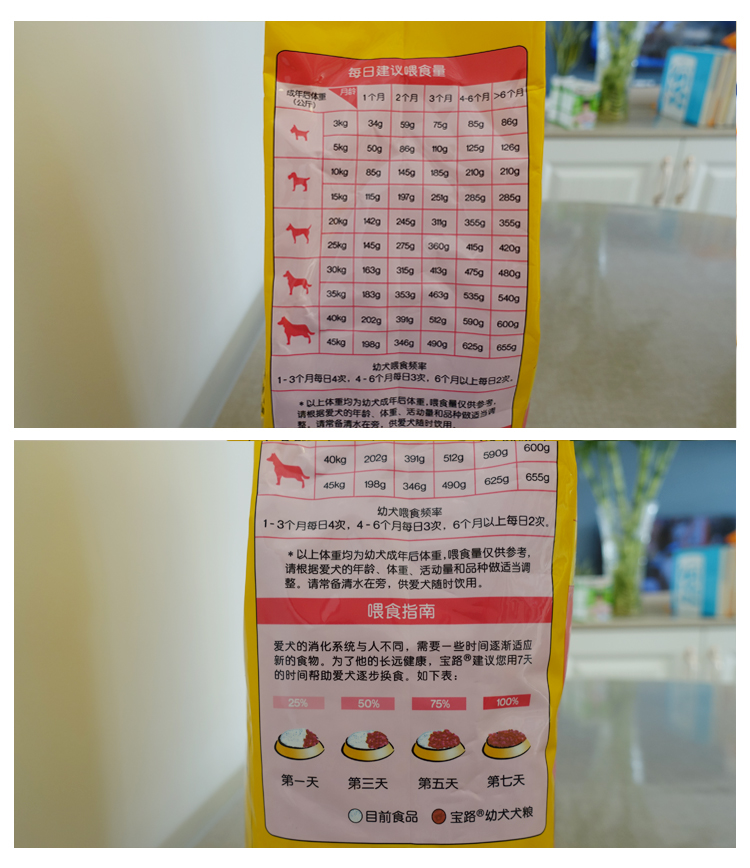 每日建议喂食量
成年后体重 月龄 1个月 2个月 3个月 4-6个月 >6个月
(公斤)
3kg 34g 59g 75g 85g 86g
5kg 50g 86g 110g 125g 126g
10kg 85g 145g 185g 210g 210g
15kg 115g 197g 251g 285g 285g
20kg 142g 245g 311g 355g 355g
25kg 145g 275g 360g 415g 420g
30kg 163g 315g 413g 475g 480g
35kg 183g 353g 463g 535g 540g
40kg 202g 391g 512g 590g 600g
45kg 198g 346g 490g 625g 655g
幼犬喂食频率
1-3个月每日4次，4-6个月每日3次，6个月以上每日2次。
*以上体重均为幼犬成年后体重，喂食量仅供参考，
请根据爱犬的年龄、体重、活动量和品种做适当调
整。请常备清水在旁，供爱犬随时饮用。
40kg 202g 391g 512g 590g 600g
45kg 198g 346g 490g 625g 655g
幼犬喂食频率
1-3个月每日4次，4-6个月每日3次，6个月以上每日2次。
*以上体重均为幼犬成年后体重，喂食量仅供参考，
请根据爱犬的年龄、体重、活动量和品种做适当调
整。请常备清水在旁，供爱犬随时饮用。
喂食指南
爱犬的消化系统与人不同，需要一些时间逐渐适应
新的食物。为了他的长远健康，宝路®建议您用7天
的时间帮助爱犬逐步换食。如下表：
25% 50% 75% 100%
第一天 第三天 第五天 第七天
目前食品 宝路®幼犬犬粮